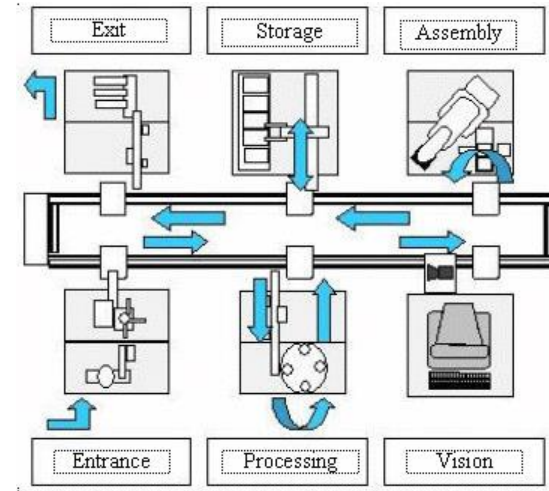 Exit
Storage
Assembly
Entrance
Processing
Vision